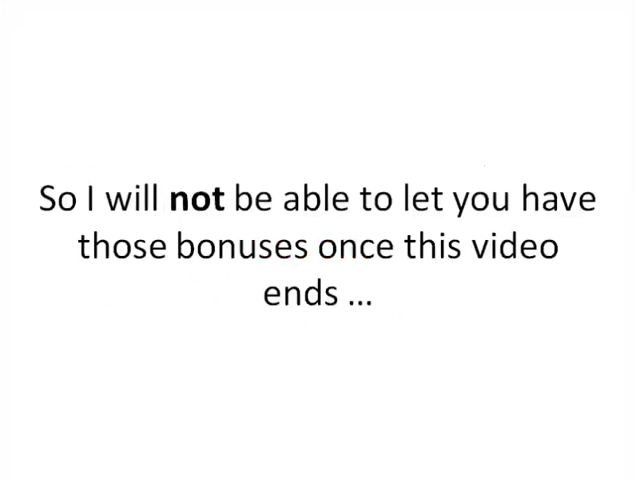 So I will not be able to let you have
those bonuses once this video
ends ...